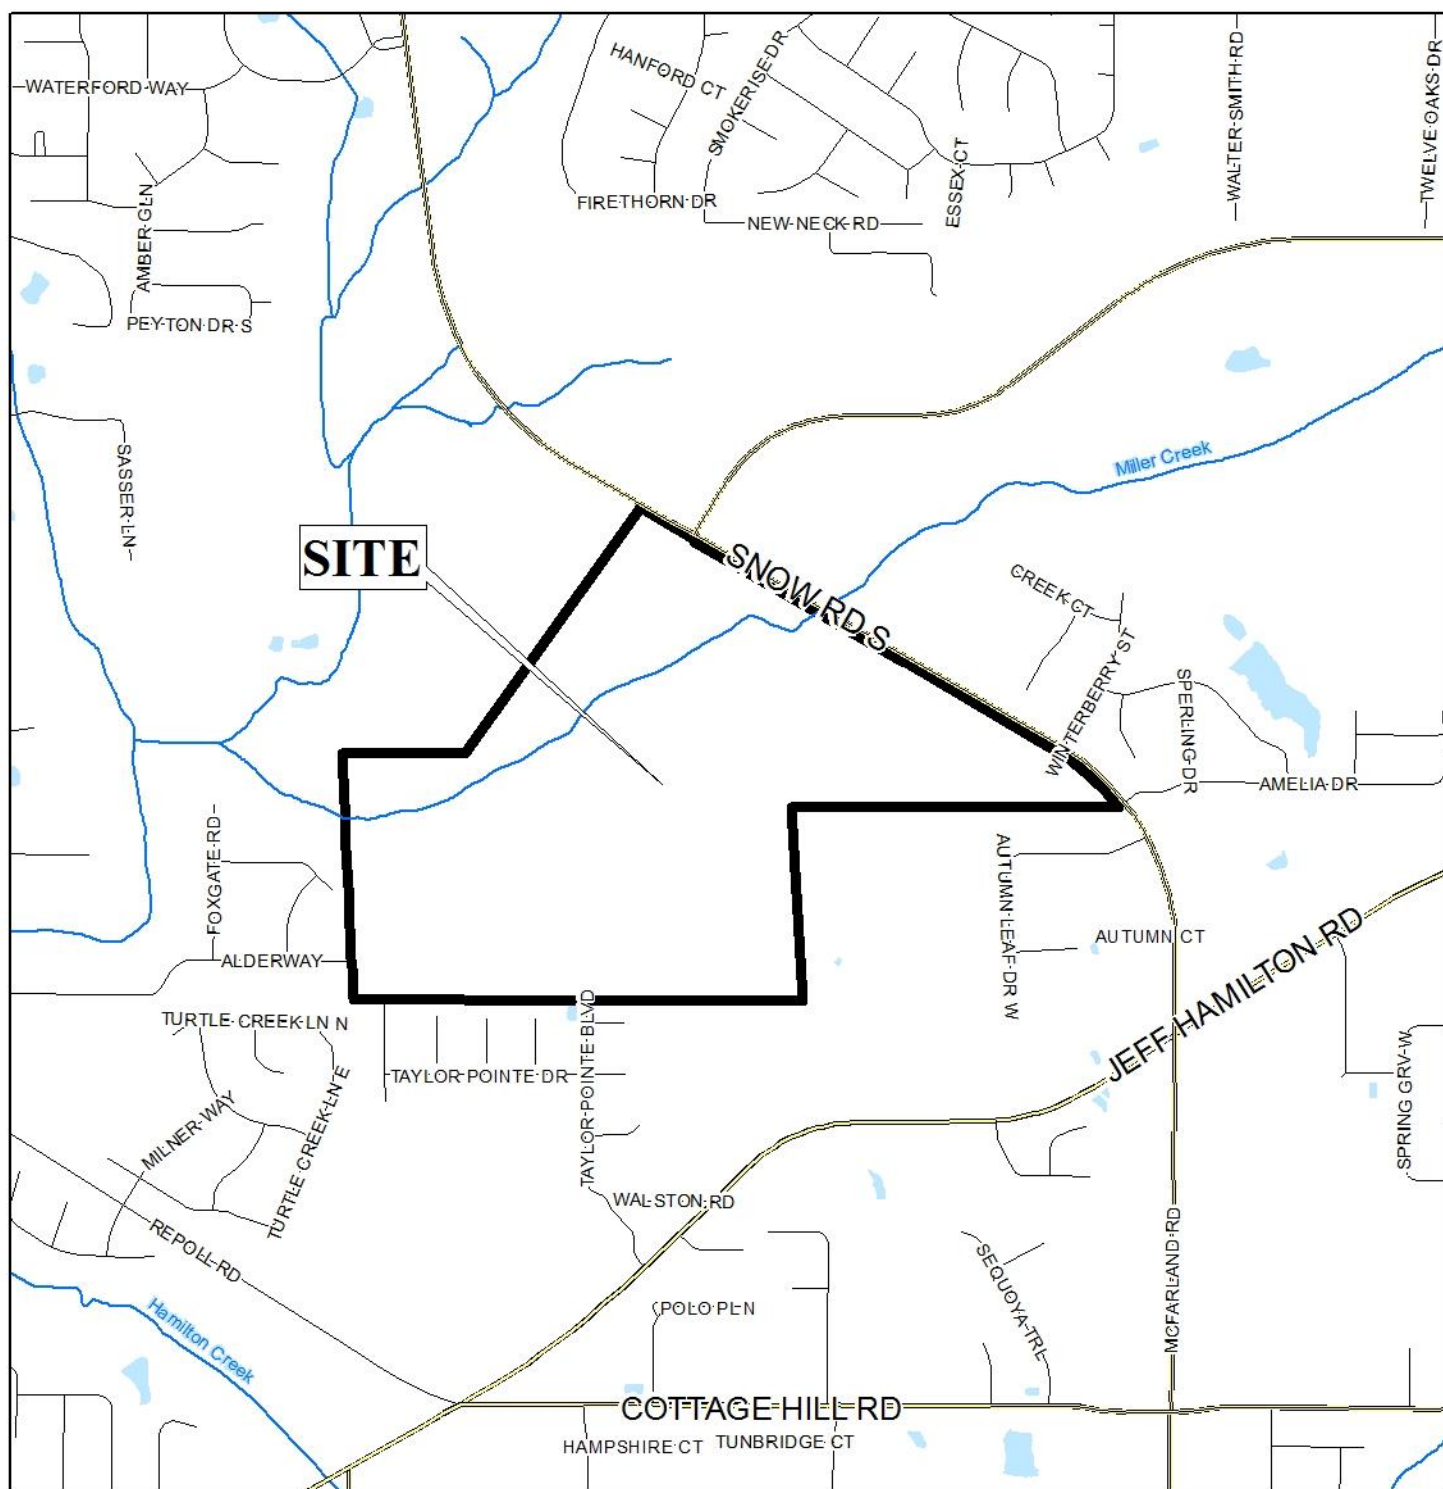 HANFORD CT
SMOKERISE DR
WALTER SMITH RD
TWELVE OAKS DR
WATERFORD WAY
ESSEX CT
AMBER GLN
FIRETHORN DR
NEW NECK RD
PEYTON DR S
SASSER LN
Miller Creek
SITE
SNOW RD S
CREEK CT
WINTERBERRY ST
SPERLING DR
AMELIA DR
FOXGATE RD
AUTUMN LEAF DR W
AUTUMN CT
JEFF HAMILTON RD
ALDERWAY
TURTLE CREEK LN N
TAYLOR POINTE BLVD
TAYLOR POINTE DR
SPRING GRV W
MILNER WAY
TURTLE CREEK LN E
WALSTON RD
REPOLL RD
MCFARLAND RD
SEQUOYA TRL
POLO PL N
Hamilton Creek
COTTAGE HILL RD
HAMPSHIRE CT
TUNBRIDGE CT